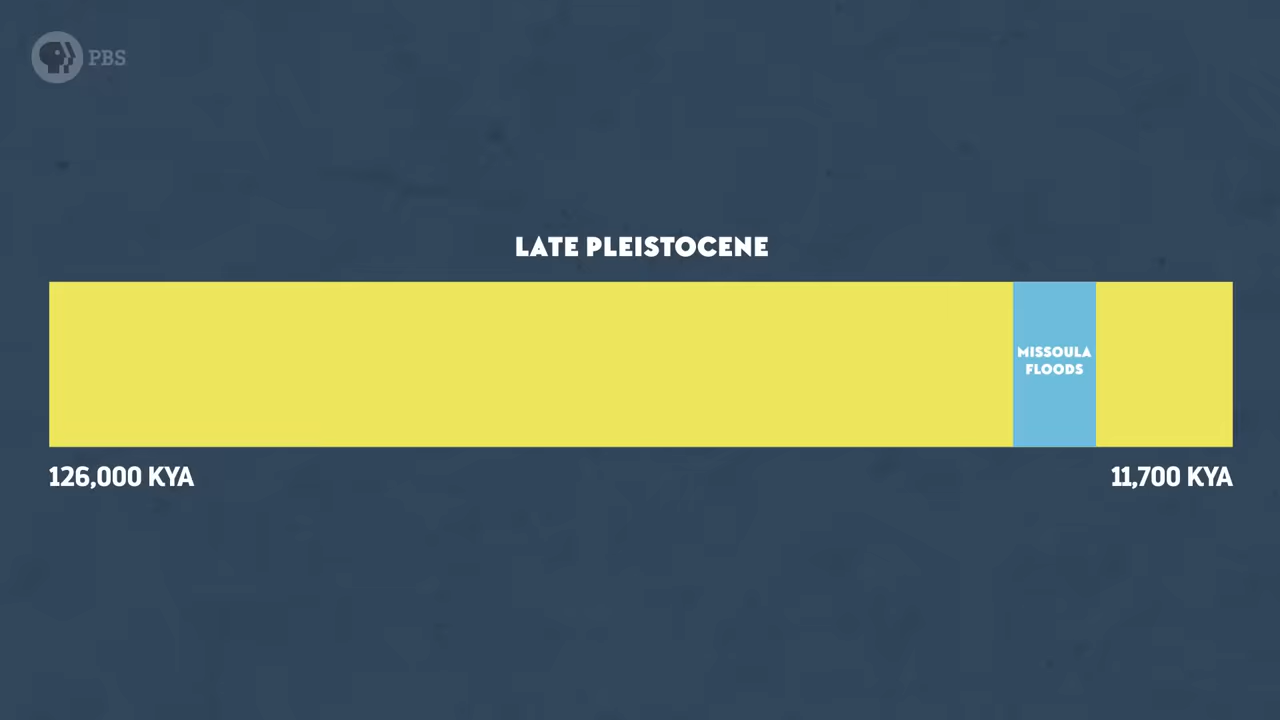 PBS
LATE PLEISTOCENE
MISSOULA
FLOODS
126,000 KYA
11,700 KYA